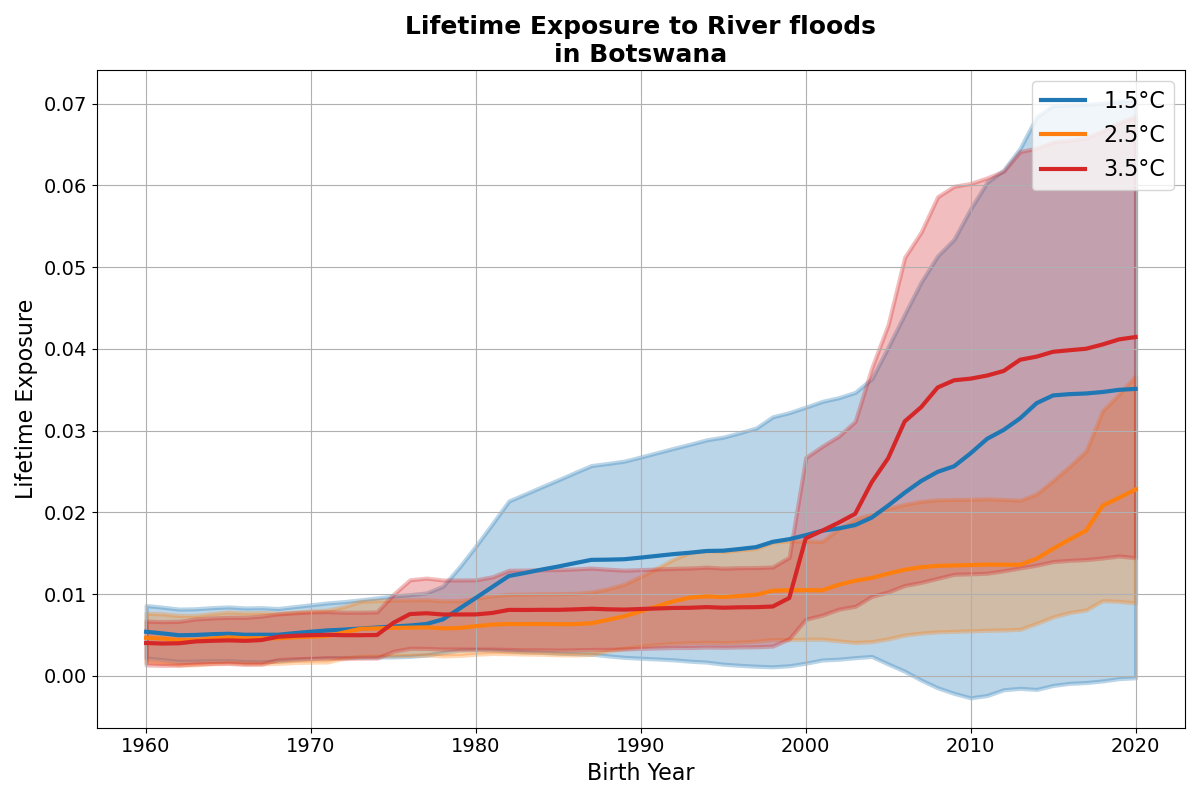 Lifetime Exposure to River floods
in Botswana
1.5°C
2.5°C
3.5°C
Lifetime Exposure
0.07
0.06
0.05
0.04
0.03
0.02
0.01
0.00
1960 1970 1980 1990 2000 2010 2020
Birth Year